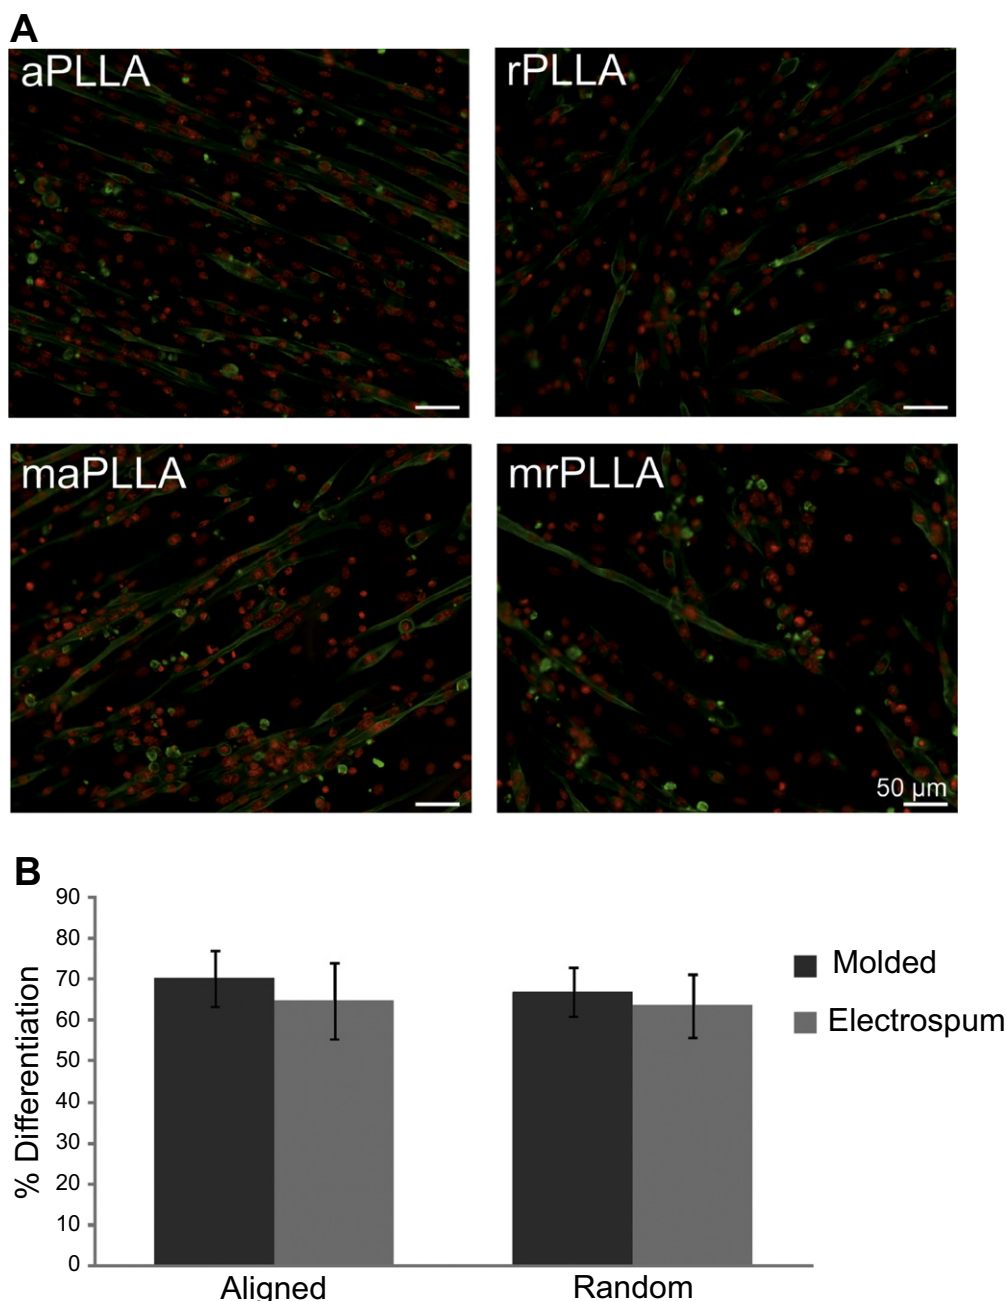 A
aPLLA
rPLLA
maPLLA
mrPLLA
50 µm
B
90
80
70
60
50
40
30
20
10
0
% Differentiation
Aligned
Random
Molded
Electrospum